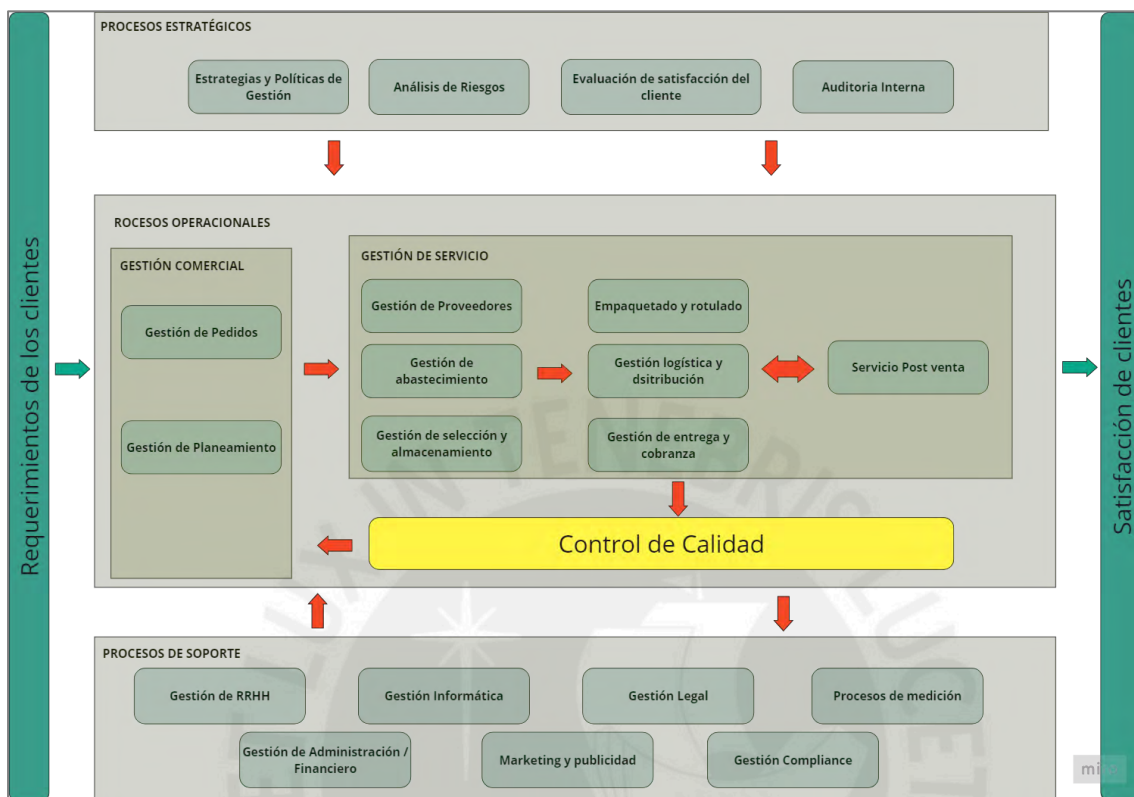 PROCESOS ESTRATÉGICOS
Estrategias y Políticas de
Gestión
Análisis de Riesgos
Evaluación de satisfacción del
cliente
Auditoria Interna
Requerimientos de los clientes
ROCESOS OPERACIONALES
GESTIÓN COMERCIAL
Gestión de Pedidos
Gestión de Planeamiento
GESTIÓN DE SERVICIO
Gestión de Proveedores
Gestión de
abastecimiento
Gestión de selección y
almacenamiento
Empaquetado y rotulado
Gestión logística y
dsitribución
Gestión de entrega y
cobranza
Servicio Post venta
Control de Calidad
Satisfacción de clientes
PROCESOS DE SOPORTE
Gestión de RRHH
Gestión Informática
Gestión Legal
Procesos de medición
Gestión de Administración /
Financiero
Marketing y publicidad
Gestión Compliance
LUX IN TENEBRIS LUCET